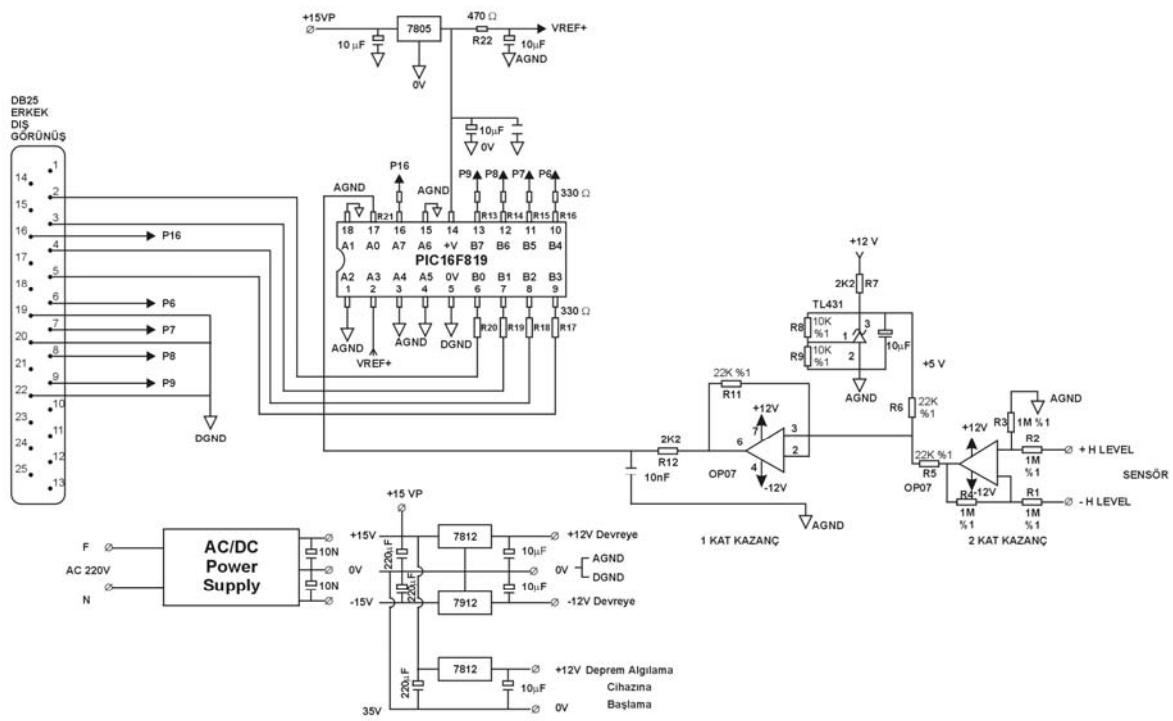 +15VP
7805
470 Ω
R22
VREF+
10 µF
10µF
AGND
0V
DB25
ERKEK
DIŞ
GÖRÜNÜŞ
1
14
2
15
3
16
4
17
5
18
6
19
7
20
8
21
9
22
10
23
11
24
12
25
13
P16
P6
P7
P8
P9
DGND
10µF
0V
P16
P9 P8 P7 P6
330 Ω
AGND
AGND
R21
R13 R14 R15 R16
18 17 16 15 14 13 12 11 10
A1 A0 A7 A6 +V B7 B6 B5 B4
PIC16F819
A2 A3 A4 A5 0V B0 B1 B2 B3
1 2 3 4 5 6 7 8 9
330 Ω
R20 R19 R18 R17
AGND
VREF+
AGND
AGND
DGND
+12 V
2K2
R7
TL431
R8
10K
%1
1
3
2
R9
10K
%1
10µF
AGND
+5 V
R6
22K
%1
22K %1
R11
+12V
7
6
3
2
4
-12V
OP07
2K2
R12
10nF
AGND
1 KAT KAZANÇ
22K %1
R5
OP07
+12V
-12V
R4
1M
%1
R3
1M %1
AGND
R2
1M
%1
R1
1M
%1
+ H LEVEL
SENSÖR
- H LEVEL
2 KAT KAZANÇ
F
AC 220V
N
AC/DC
Power
Supply
10N
10N
+15 VP
+15V
0V
-15V
220µF
220µF
7812
7912
10µF
10µF
+12V Devreye
0V
AGND
DGND
-12V Devreye
220µF
7812
10µF
+12V Deprem Algılama
Cihazına
Başlama
35V
0V